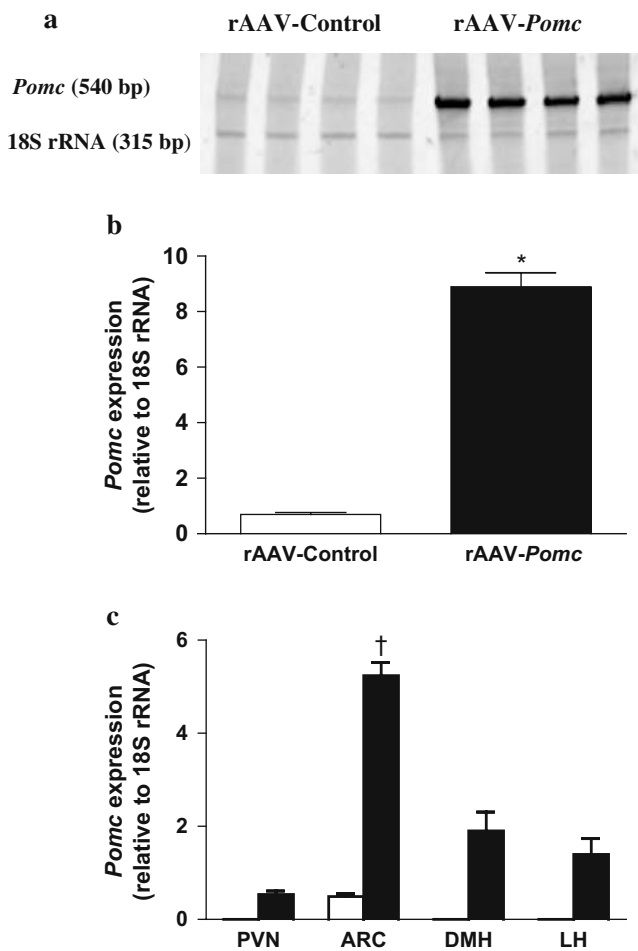 a
rAAV-Control rAAV-Pomc
Pomc (540 bp)
18S rRNA (315 bp)
b
Pomc expression
(relative to 18S rRNA)
10
8
6
4
2
0
*
rAAV-Control rAAV-Pomc
c
Pomc expression
(relative to 18S rRNA)
6
4
2
0
†
PVN ARC DMH LH